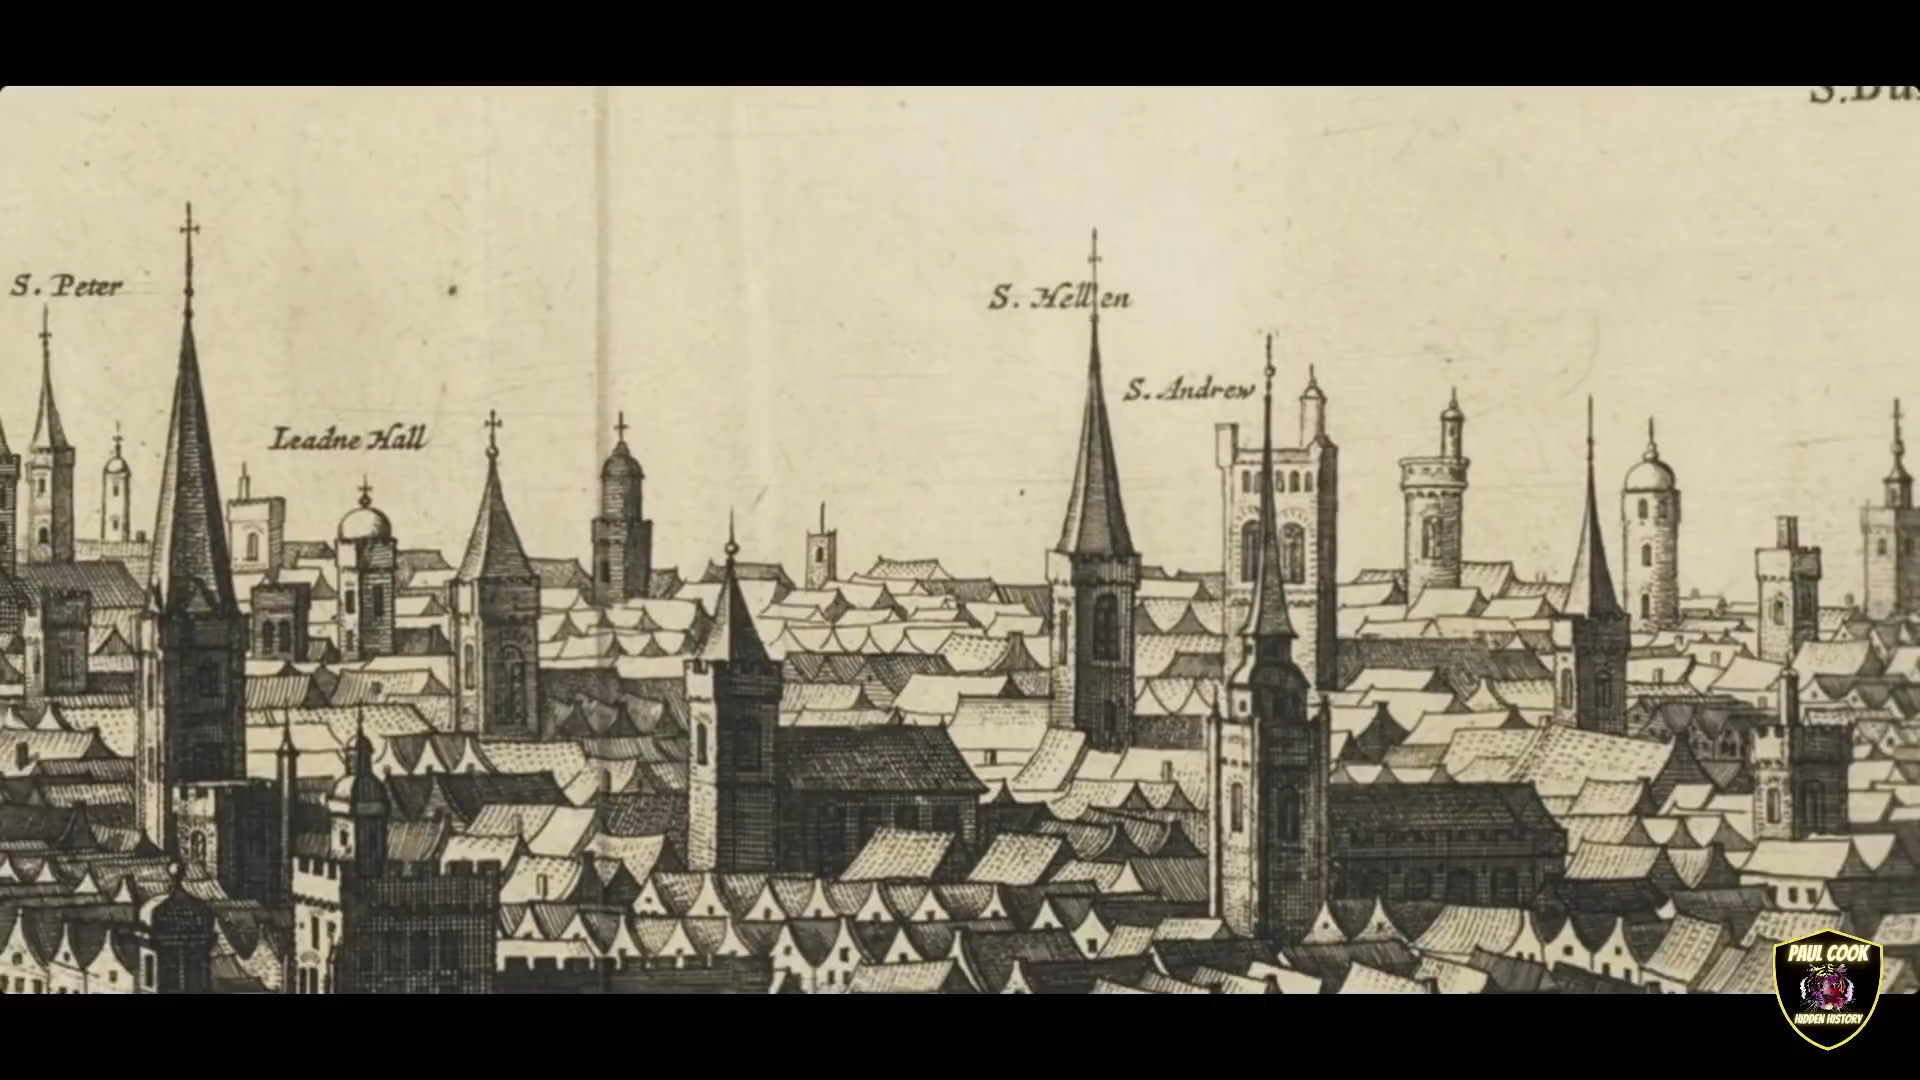 S. Peter
Leadne Hall
S. Hellen
S. Andrew
PAUL COOK
HIDDEN HISTORY